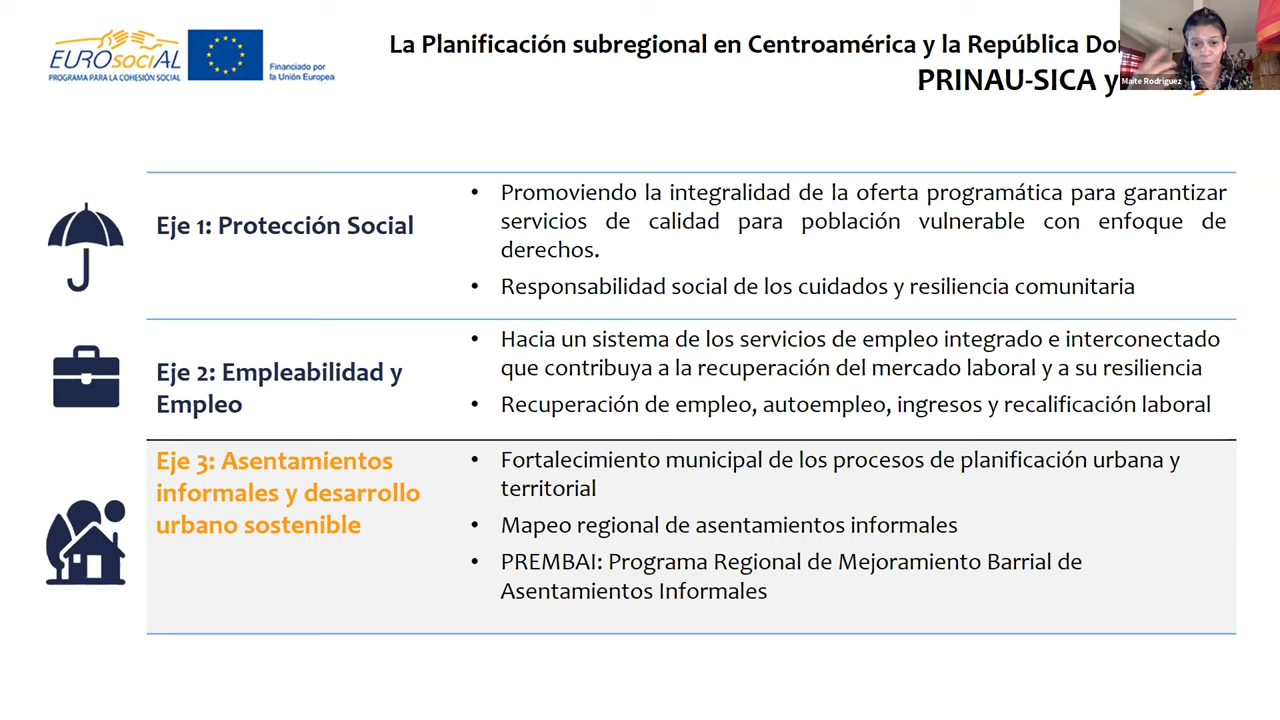 EUROsociAL
PROGRAMA PARA LA COHESIÓN SOCIAL
Financiado por
la Unión Europea
La Planificación subregional en Centroamérica y la República
PRINAU-SICA y
Maite Rodriguez
Eje 1: Protección Social
• Promoviendo la integralidad de la oferta programática para garantizar
servicios de calidad para población vulnerable con enfoque de
derechos.
• Responsabilidad social de los cuidados y resiliencia comunitaria
Eje 2: Empleabilidad y
Empleo
• Hacia un sistema de los servicios de empleo integrado e interconectado
que contribuya a la recuperación del mercado laboral y a su resiliencia
• Recuperación de empleo, autoempleo, ingresos y recalificación laboral
Eje 3: Asentamientos
informales y desarrollo
urbano sostenible
• Fortalecimiento municipal de los procesos de planificación urbana y
territorial
• Mapeo regional de asentamientos informales
• PREMBAI: Programa Regional de Mejoramiento Barrial de
Asentamientos Informales